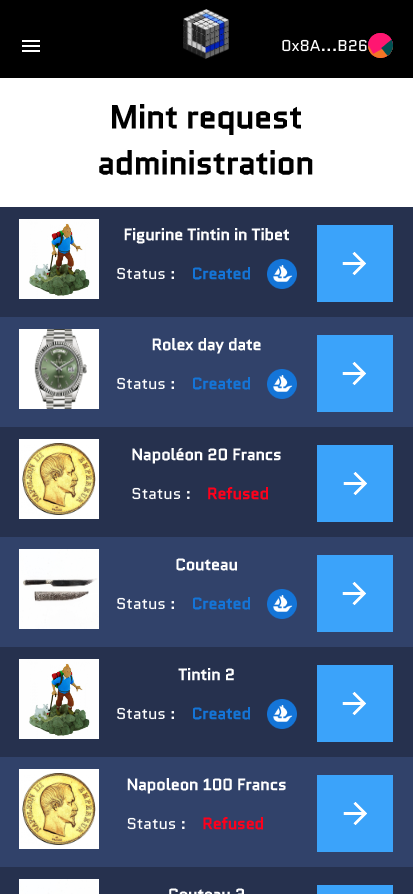 0x8A...B26
Mint request
administration
Figurine Tintin in Tibet
Status : Created
Rolex day date
Status : Created
Napoléon 20 Francs
Status : Refused
Couteau
Status : Created
Tintin 2
Status : Created
Napoleon 100 Francs
Status : Refused
Couteau 2